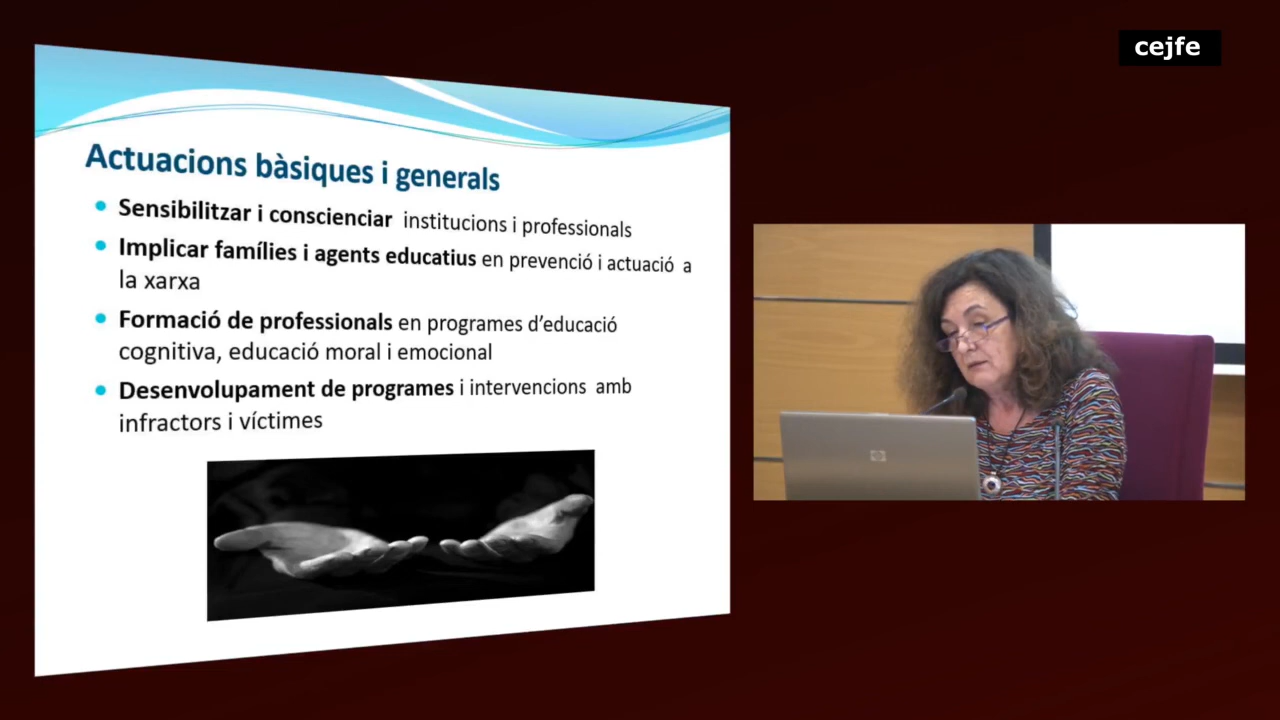 cejfe
Actuacions bàsiques i generals
Sensibilitzar i conscienciar institucions i professionals
Implicar famílies i agents educatius en prevenció i actuació a
la xarxa
Formació de professionals en programes d'educació
cognitiva, educació moral i emocional
Desenvolupament de programes i intervencions amb
infractors i víctimes
hp